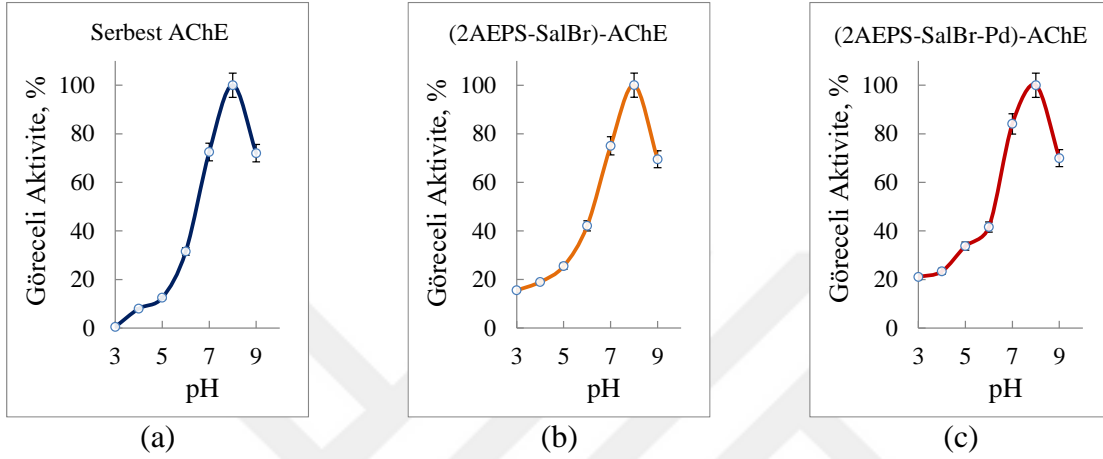 Serbest AChE
Göreceli Aktivite, %
100
80
60
40
20
0
3 5 7 9
pH
(a)
(2AEPS-SalBr)-AChE
Göreceli Aktivite, %
100
80
60
40
20
0
3 5 7 9
pH
(b)
(2AEPS-SalBr-Pd)-AChE
Göreceli Aktivite, %
100
80
60
40
20
0
3 5 7 9
pH
(c)